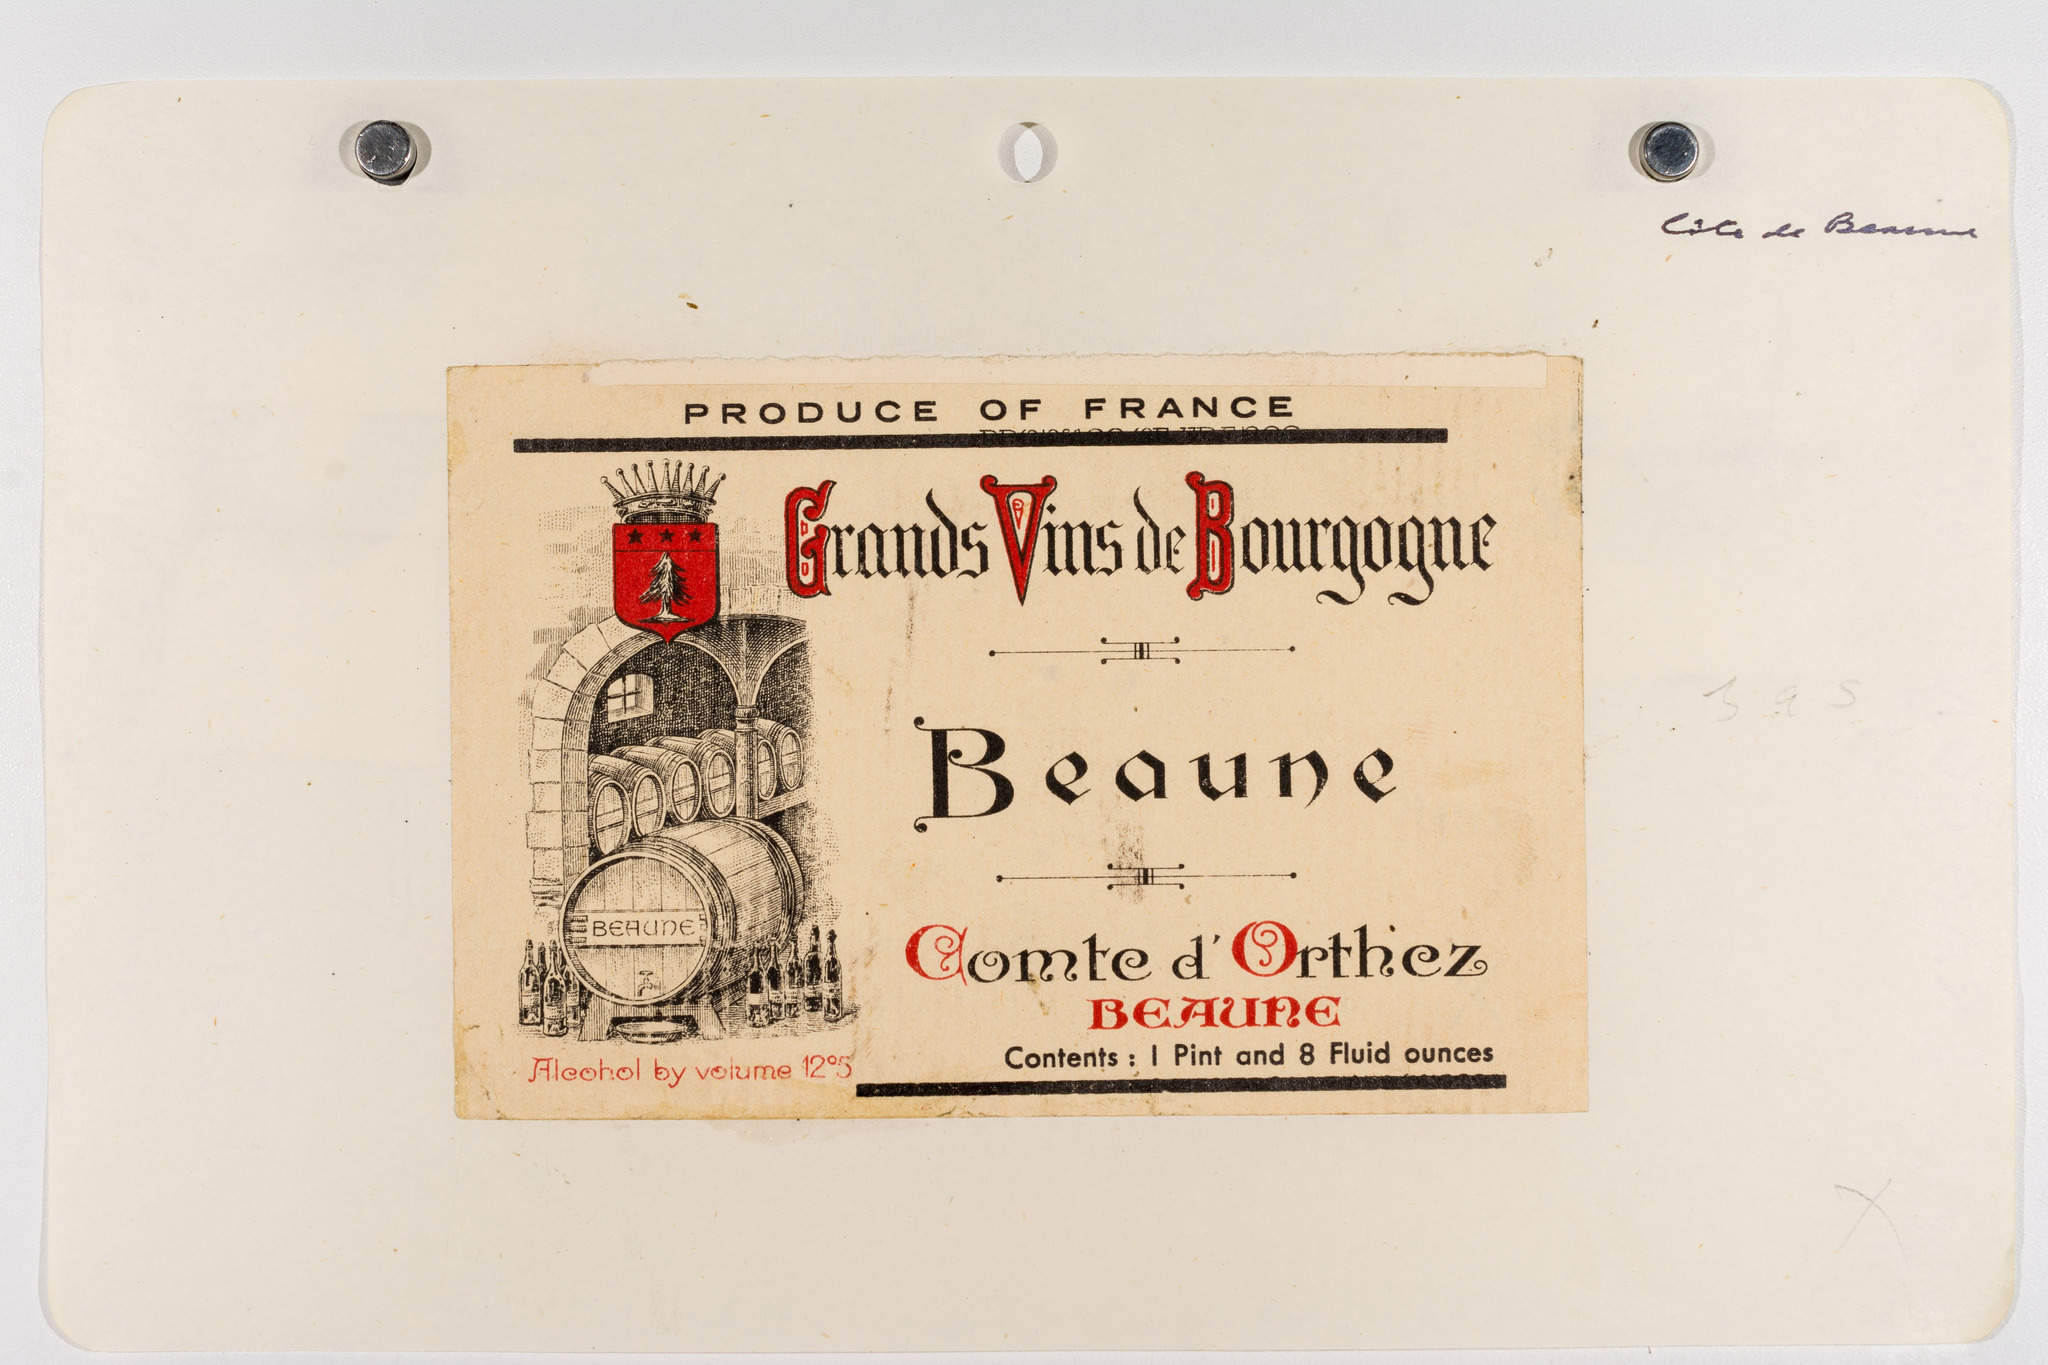 Côte de Beaune
PRODUCE OF FRANCE
Grands Vins de Bourgogne
Beaune
BEAUNE
Comte d'Orthez
BEAUNE
Contents : 1 Pint and 8 Fluid ounces
Alcohol by volume 12°5
X